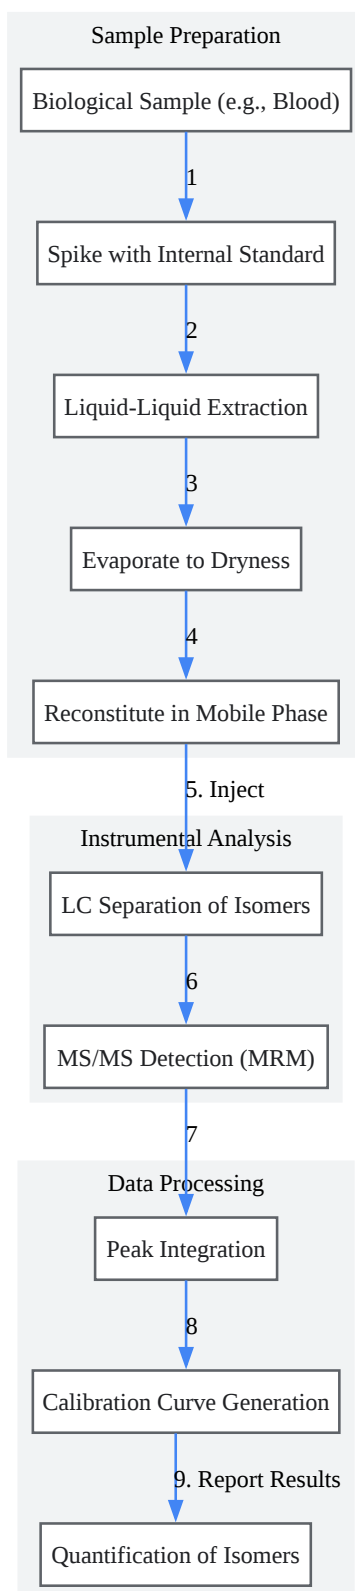 Sample Preparation
Biological Sample (e.g., Blood)
1
Spike with Internal Standard
2
Liquid-Liquid Extraction
3
Evaporate to Dryness
4
Reconstitute in Mobile Phase
5. Inject
Instrumental Analysis
LC Separation of Isomers
6
MS/MS Detection (MRM)
7
Data Processing
Peak Integration
8
Calibration Curve Generation
9. Report Results
Quantification of Isomers